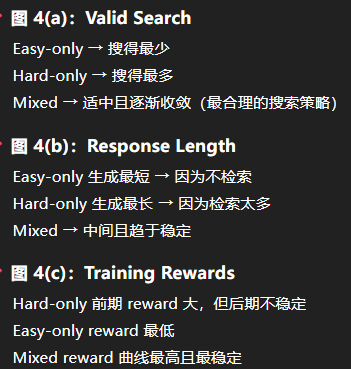 图 4(a)：Valid Search
Easy-only → 搜得最少
Hard-only → 搜得最多
Mixed → 适中且逐渐收敛（最合理的搜索策略）
图 4(b)：Response Length
Easy-only 生成最短 → 因为不检索
Hard-only 生成最长 → 因为检索太多
Mixed → 中间且趋于稳定
图 4(c)：Training Rewards
Hard-only 前期 reward 大，但后期不稳定
Easy-only reward 最低
Mixed reward 曲线最高且最稳定